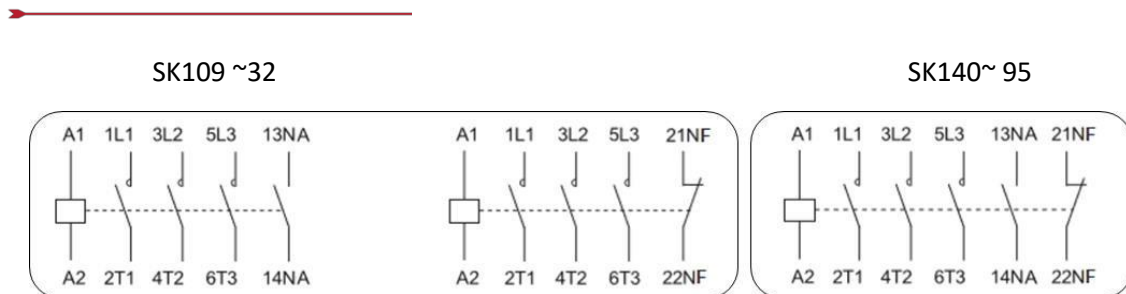 SK109 ~32 SK140~ 95
A1 1L1 3L2 5L3 13NA A1 1L1 3L2 5L3 21NF A1 1L1 3L2 5L3 13NA 21NF
A2 2T1 4T2 6T3 14NA A2 2T1 4T2 6T3 22NF A2 2T1 4T2 6T3 14NA 22NF